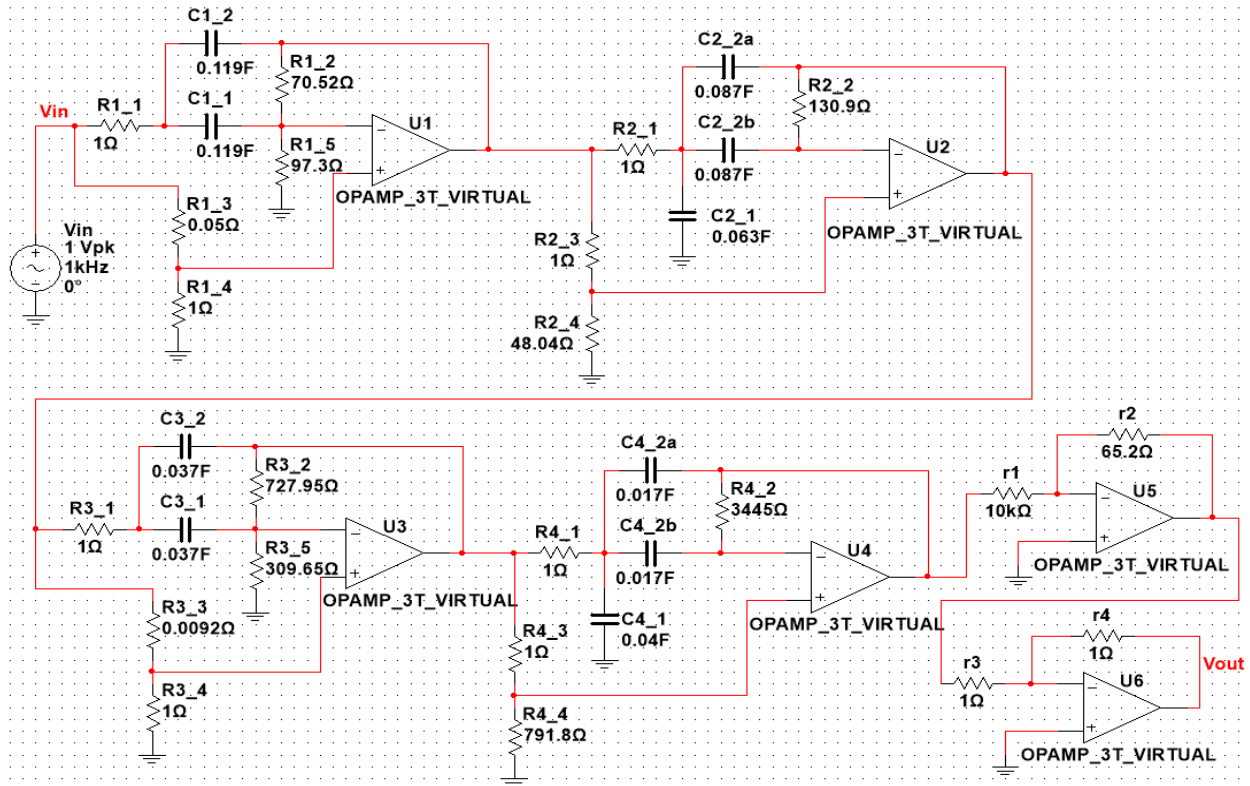 C1_2
0.119F
R1_2
70.52Ω
Vin
R1_1
1Ω
C1_1
0.119F
U1
R1_5
97.3Ω
OPAMP_3T_VIRTUAL
R1_3
0.05Ω
Vin
1 Vpk
1kHz
0°
R1_4
1Ω
C2_2a
0.087F
R2_2
130.9Ω
R2_1
1Ω
C2_2b
0.087F
U2
C2_1
0.063F
OPAMP_3T_VIRTUAL
R2_3
1Ω
R2_4
48.04Ω
C3_2
0.037F
R3_2
727.95Ω
R3_1
1Ω
C3_1
0.037F
U3
R3_5
309.65Ω
OPAMP_3T_VIRTUAL
R3_3
0.0092Ω
R3_4
1Ω
C4_2a
0.017F
R4_2
3445Ω
R4_1
1Ω
C4_2b
0.017F
U4
C4_1
0.04F
OPAMP_3T_VIRTUAL
R4_3
1Ω
R4_4
791.8Ω
r2
65.2Ω
r1
10kΩ
U5
OPAMP_3T_VIRTUAL
r4
1Ω
Vout
r3
1Ω
U6
OPAMP_3T_VIRTUAL